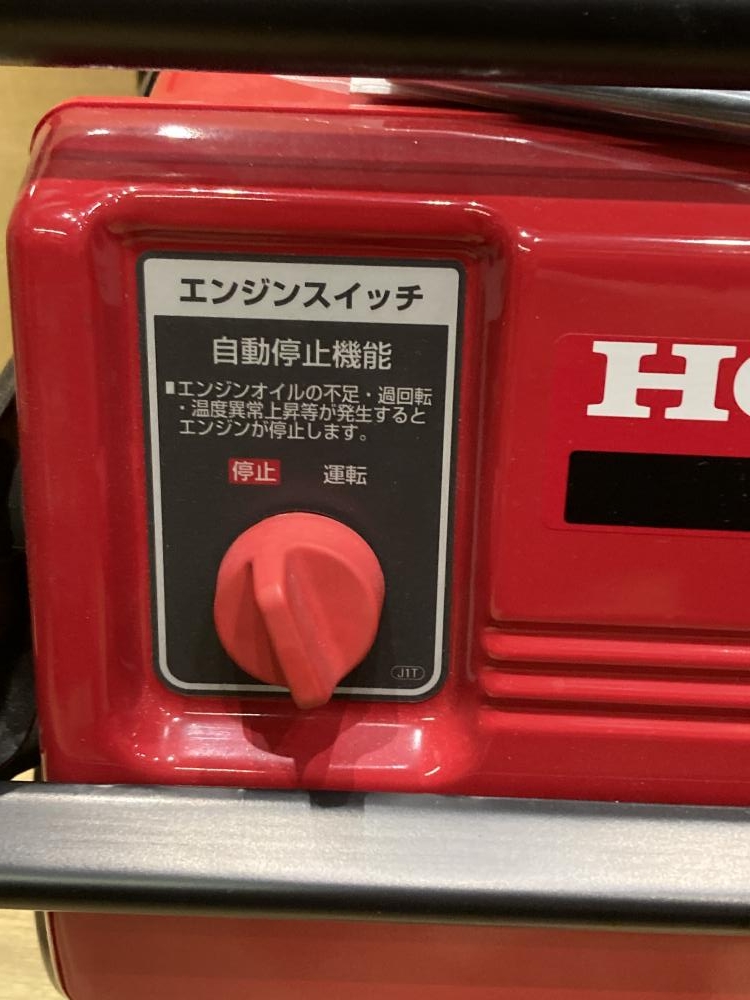 エンジンスイッチ
自動停止機能
■エンジンオイルの不足・過回転
・温度異常上昇等が発生すると
エンジンが停止します。
停止 運転
J1T